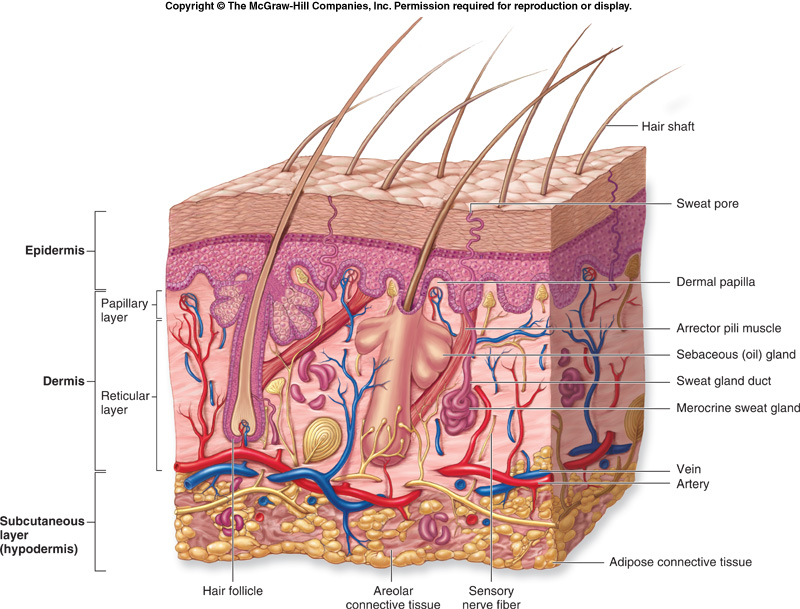 Copyright © The McGraw-Hill Companies, Inc. Permission required for reproduction or display.
Hair shaft
Sweat pore
Epidermis
Dermal papilla
Papillary
layer
Arrector pili muscle
Sebaceous (oil) gland
Dermis
Sweat gland duct
Reticular
layer
Merocrine sweat gland
Vein
Artery
Subcutaneous
layer
(hypodermis)
Adipose connective tissue
Hair follicle
Areolar
connective tissue
Sensory
nerve fiber